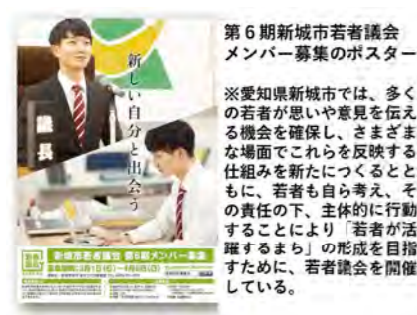 新しい自分と出会う
議長
新城市若者議会 第6期メンバー募集
第6期新城市若者議会
メンバー募集のポスター
※愛知県新城市では、多く
の若者が思いや意見を伝え
る機会を確保し、さまざま
な場面でこれらを反映する
仕組みを新たにつくるとと
もに、若者も自ら考え、そ
の責任の下、主体的に行動
することにより「若者が活
躍するまち」の形成を目指
すために、若者議会を開催
している。